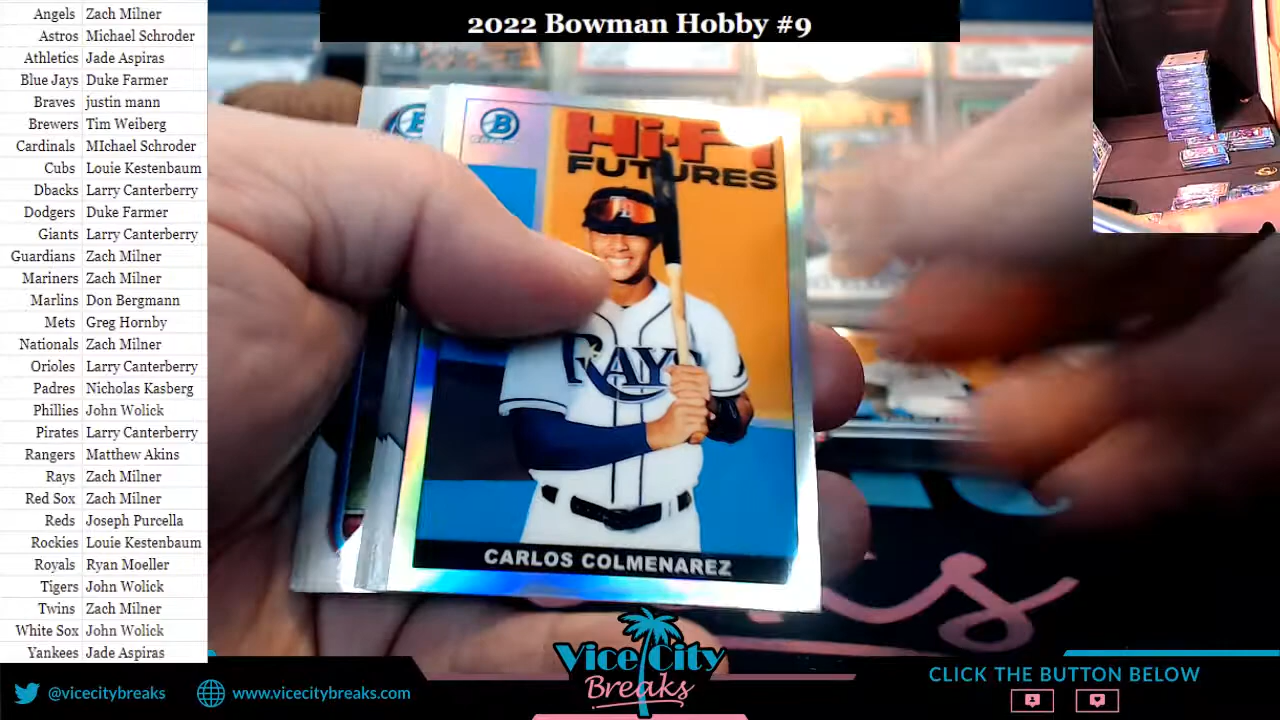 2022 Bowman Hobby #9
Angels Zach Milner
Astros Michael Schroder
Athletics Jade Aspiras
Blue Jays Duke Farmer
Braves justin mann
Brewers Tim Weiberg
Cardinals MIchael Schroder
Cubs Louie Kestenbaum
Dbacks Larry Canterberry
Dodgers Duke Farmer
Giants Larry Canterberry
Guardians Zach Milner
Mariners Zach Milner
Marlins Don Bergmann
Mets Greg Hornby
Nationals Zach Milner
Orioles Larry Canterberry
Padres Nicholas Kasberg
Phillies John Wolick
Pirates Larry Canterberry
Rangers Matthew Akins
Rays Zach Milner
Red Sox Zach Milner
Reds Joseph Purcella
Rockies Louie Kestenbaum
Royals Ryan Moeller
Tigers John Wolick
Twins Zach Milner
White Sox John Wolick
Yankees Jade Aspiras
B
Hi-Fi
FUTURES
RAYS
CARLOS COLMENAREZ
@vicecitybreaks
www.vicecitybreaks.com
Vice City
Breaks
CLICK THE BUTTON BELOW